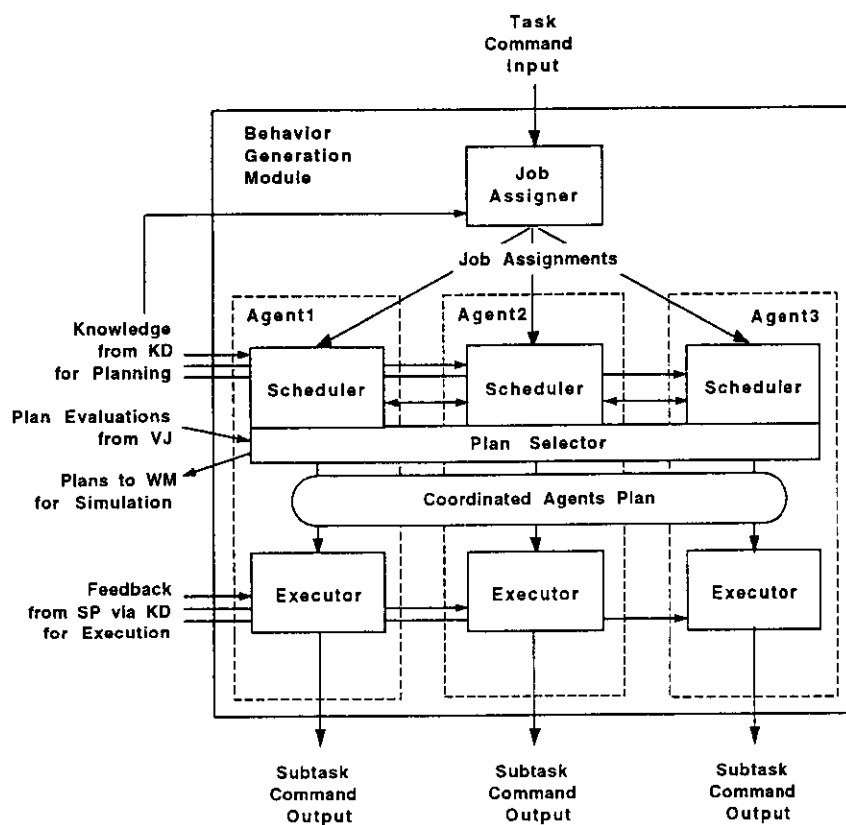 Task
Command
Input
Behavior
Generation
Module
Job
Assigner
Job Assignments
Agent1
Agent2
Agent3
Knowledge
from KD
for Planning
Scheduler
Scheduler
Scheduler
Plan Evaluations
from VJ
Plan Selector
Plans to WM
for Simulation
Coordinated Agents Plan
Feedback
from SP via KD
for Execution
Executor
Executor
Executor
Subtask
Command
Output
Subtask
Command
Output
Subtask
Command
Output